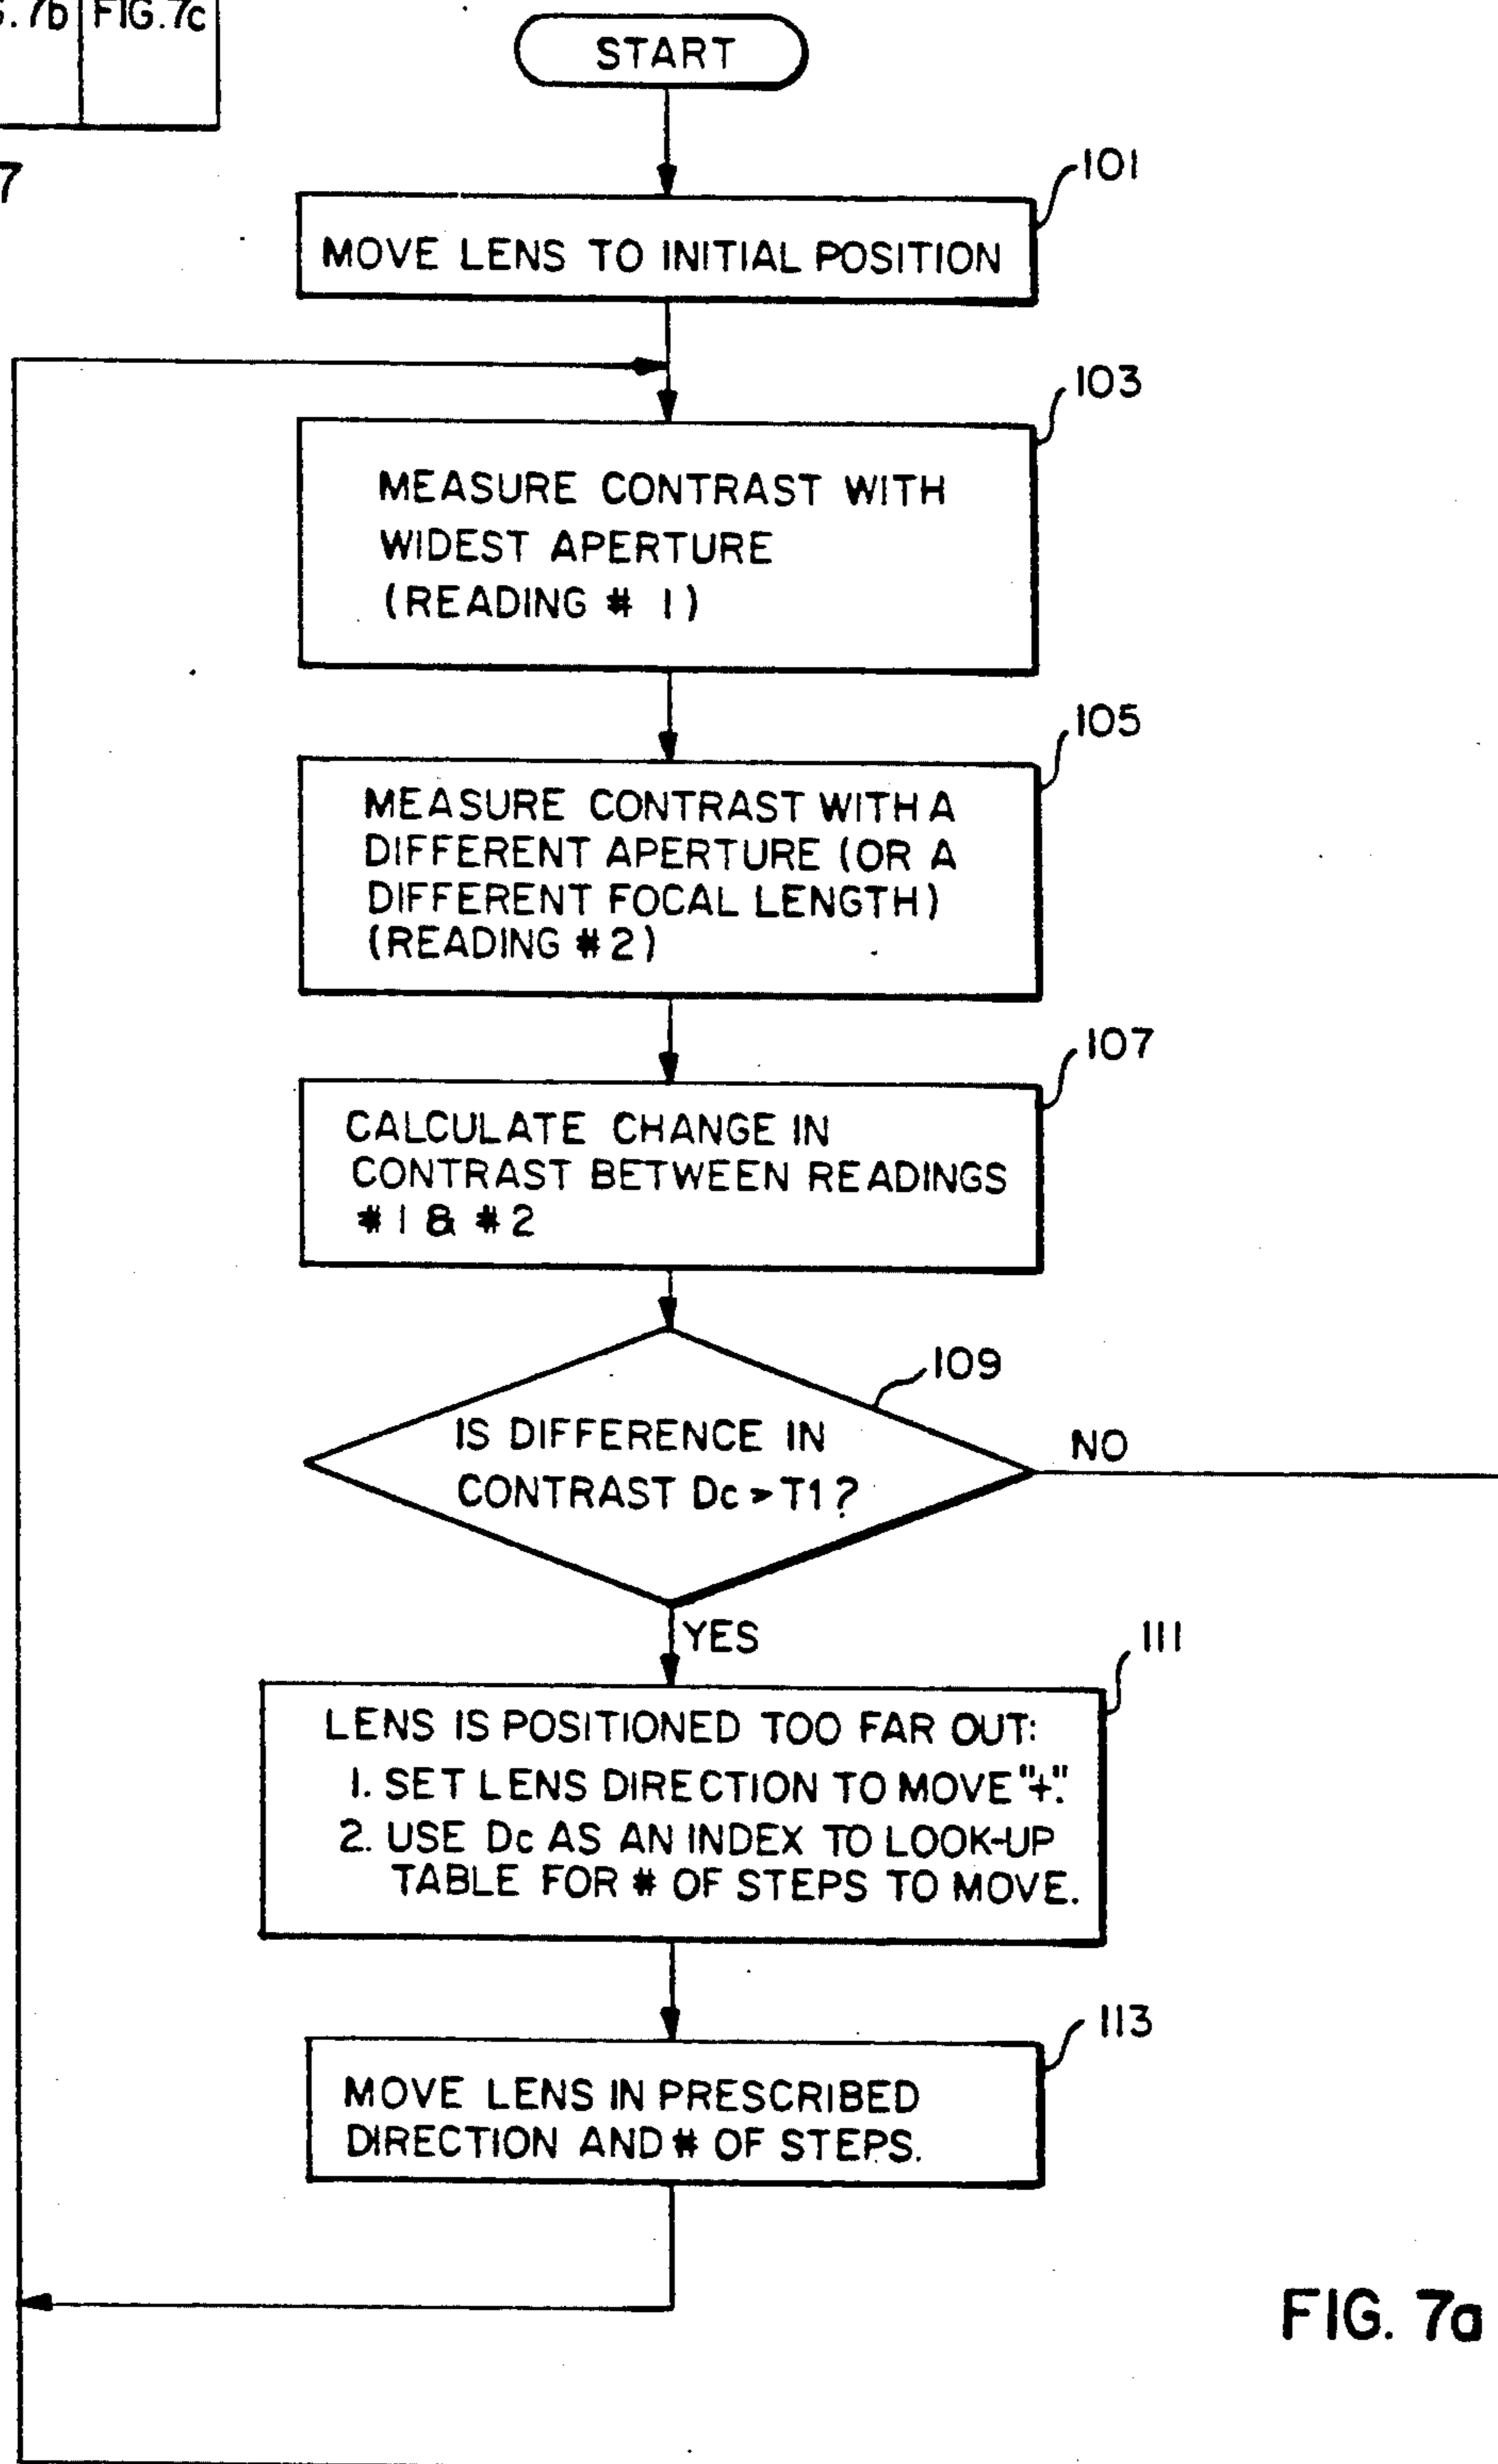 .7b FIG.7c
7
START
101
MOVE LENS TO INITIAL POSITION
103
MEASURE CONTRAST WITH
WIDEST APERTURE
(READING # 1)
105
MEASURE CONTRAST WITH A
DIFFERENT APERTURE (OR A
DIFFERENT FOCAL LENGTH)
(READING #2)
107
CALCULATE CHANGE IN
CONTRAST BETWEEN READINGS
#1 & #2
109
IS DIFFERENCE IN
CONTRAST Dc > T1?
NO
YES
111
LENS IS POSITIONED TOO FAR OUT:
1. SET LENS DIRECTION TO MOVE "+".
2. USE Dc AS AN INDEX TO LOOK-UP
TABLE FOR # OF STEPS TO MOVE.
113
MOVE LENS IN PRESCRIBED
DIRECTION AND # OF STEPS.
FIG. 7a